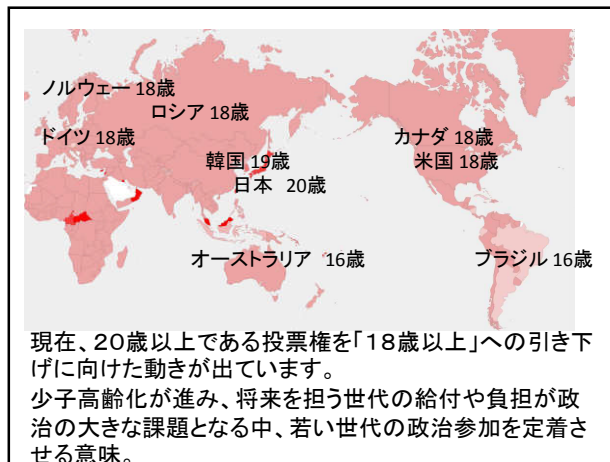 ノルウェー 18歳
ロシア 18歳
ドイツ 18歳
カナダ 18歳
韓国 19歳
米国 18歳
日本 20歳
オーストラリア 16歳
ブラジル 16歳
現在、20歳以上である投票権を「18歳以上」への引き下
げに向けた動きが出ています。
少子高齢化が進み、将来を担う世代の給付や負担が政
治の大きな課題となる中、若い世代の政治参加を定着さ
せる意味。